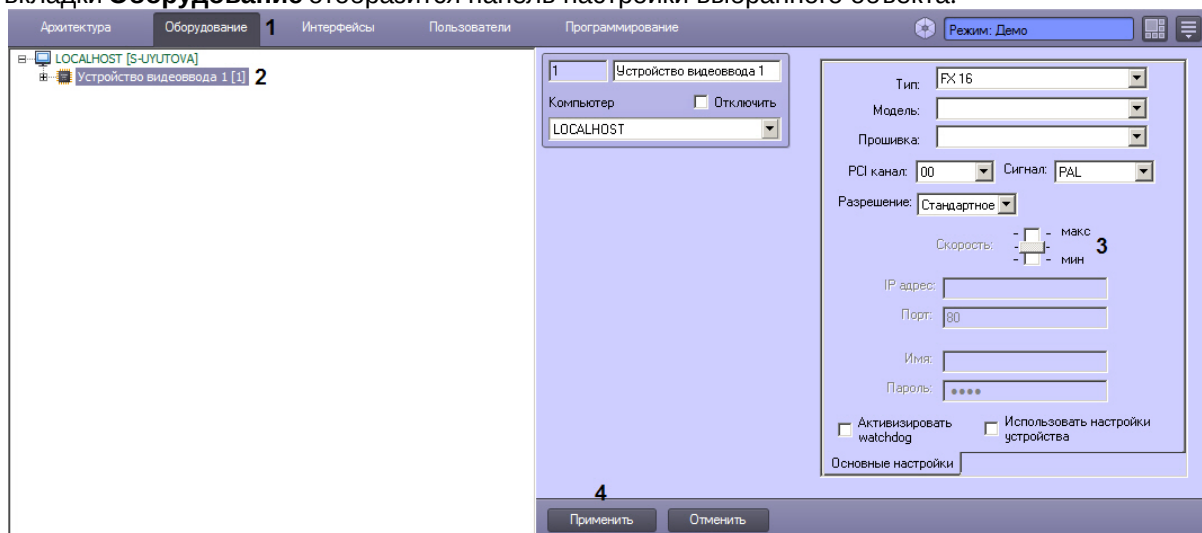 вкладки Оборудование отобразится панель настройки выбранного объекта.
Архитектура Оборудование 1 Интерфейсы Пользователи Программирование Режим: Демо
LOCALHOST [S-UYUTOVA]
Устройство видеоввода 1 [1] 2
1 Устройство видеоввода 1
Компьютер Отключить
LOCALHOST
Тип: FX 16
Модель:
Прошивка:
PCI канал: 00 Сигнал: PAL
Разрешение: Стандартное
Скорость: макс
мин
3
IP адрес:
Порт: 80
Имя:
Пароль: ••••
Активизировать watchdog
Использовать настройки устройства
Основные настройки
4
Применить Отменить